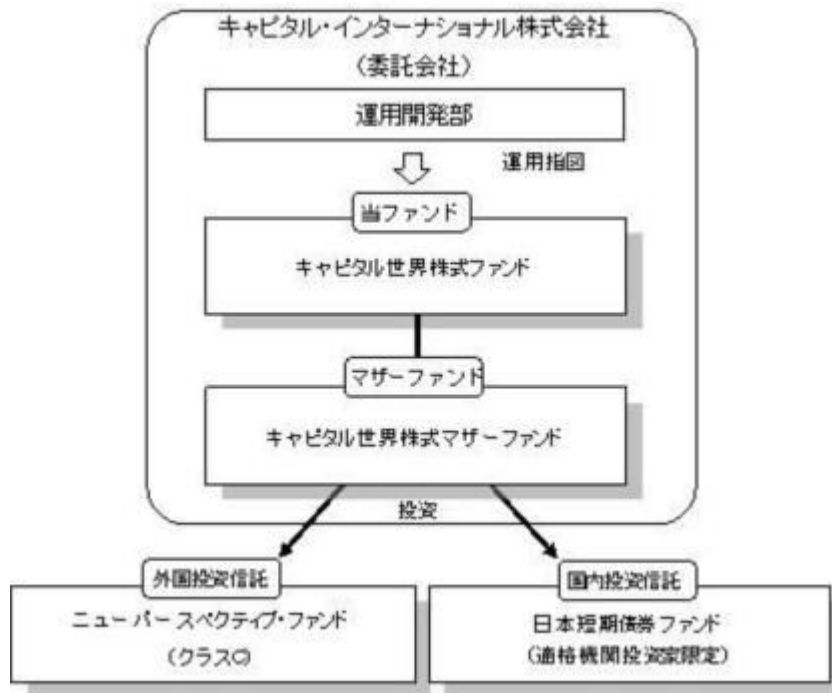 キャピタル・インターナショナル株式会社
(委託会社)
運用開発部
運用指図
当ファンド
キャピタル世界株式ファンド
マザーファンド
キャピタル世界株式マザーファンド
投資
外国投資信託
国内投資信託
ニューパースペクティブ・ファンド
(クラスC)
日本短期債券ファンド
(適格機関投資家限定)